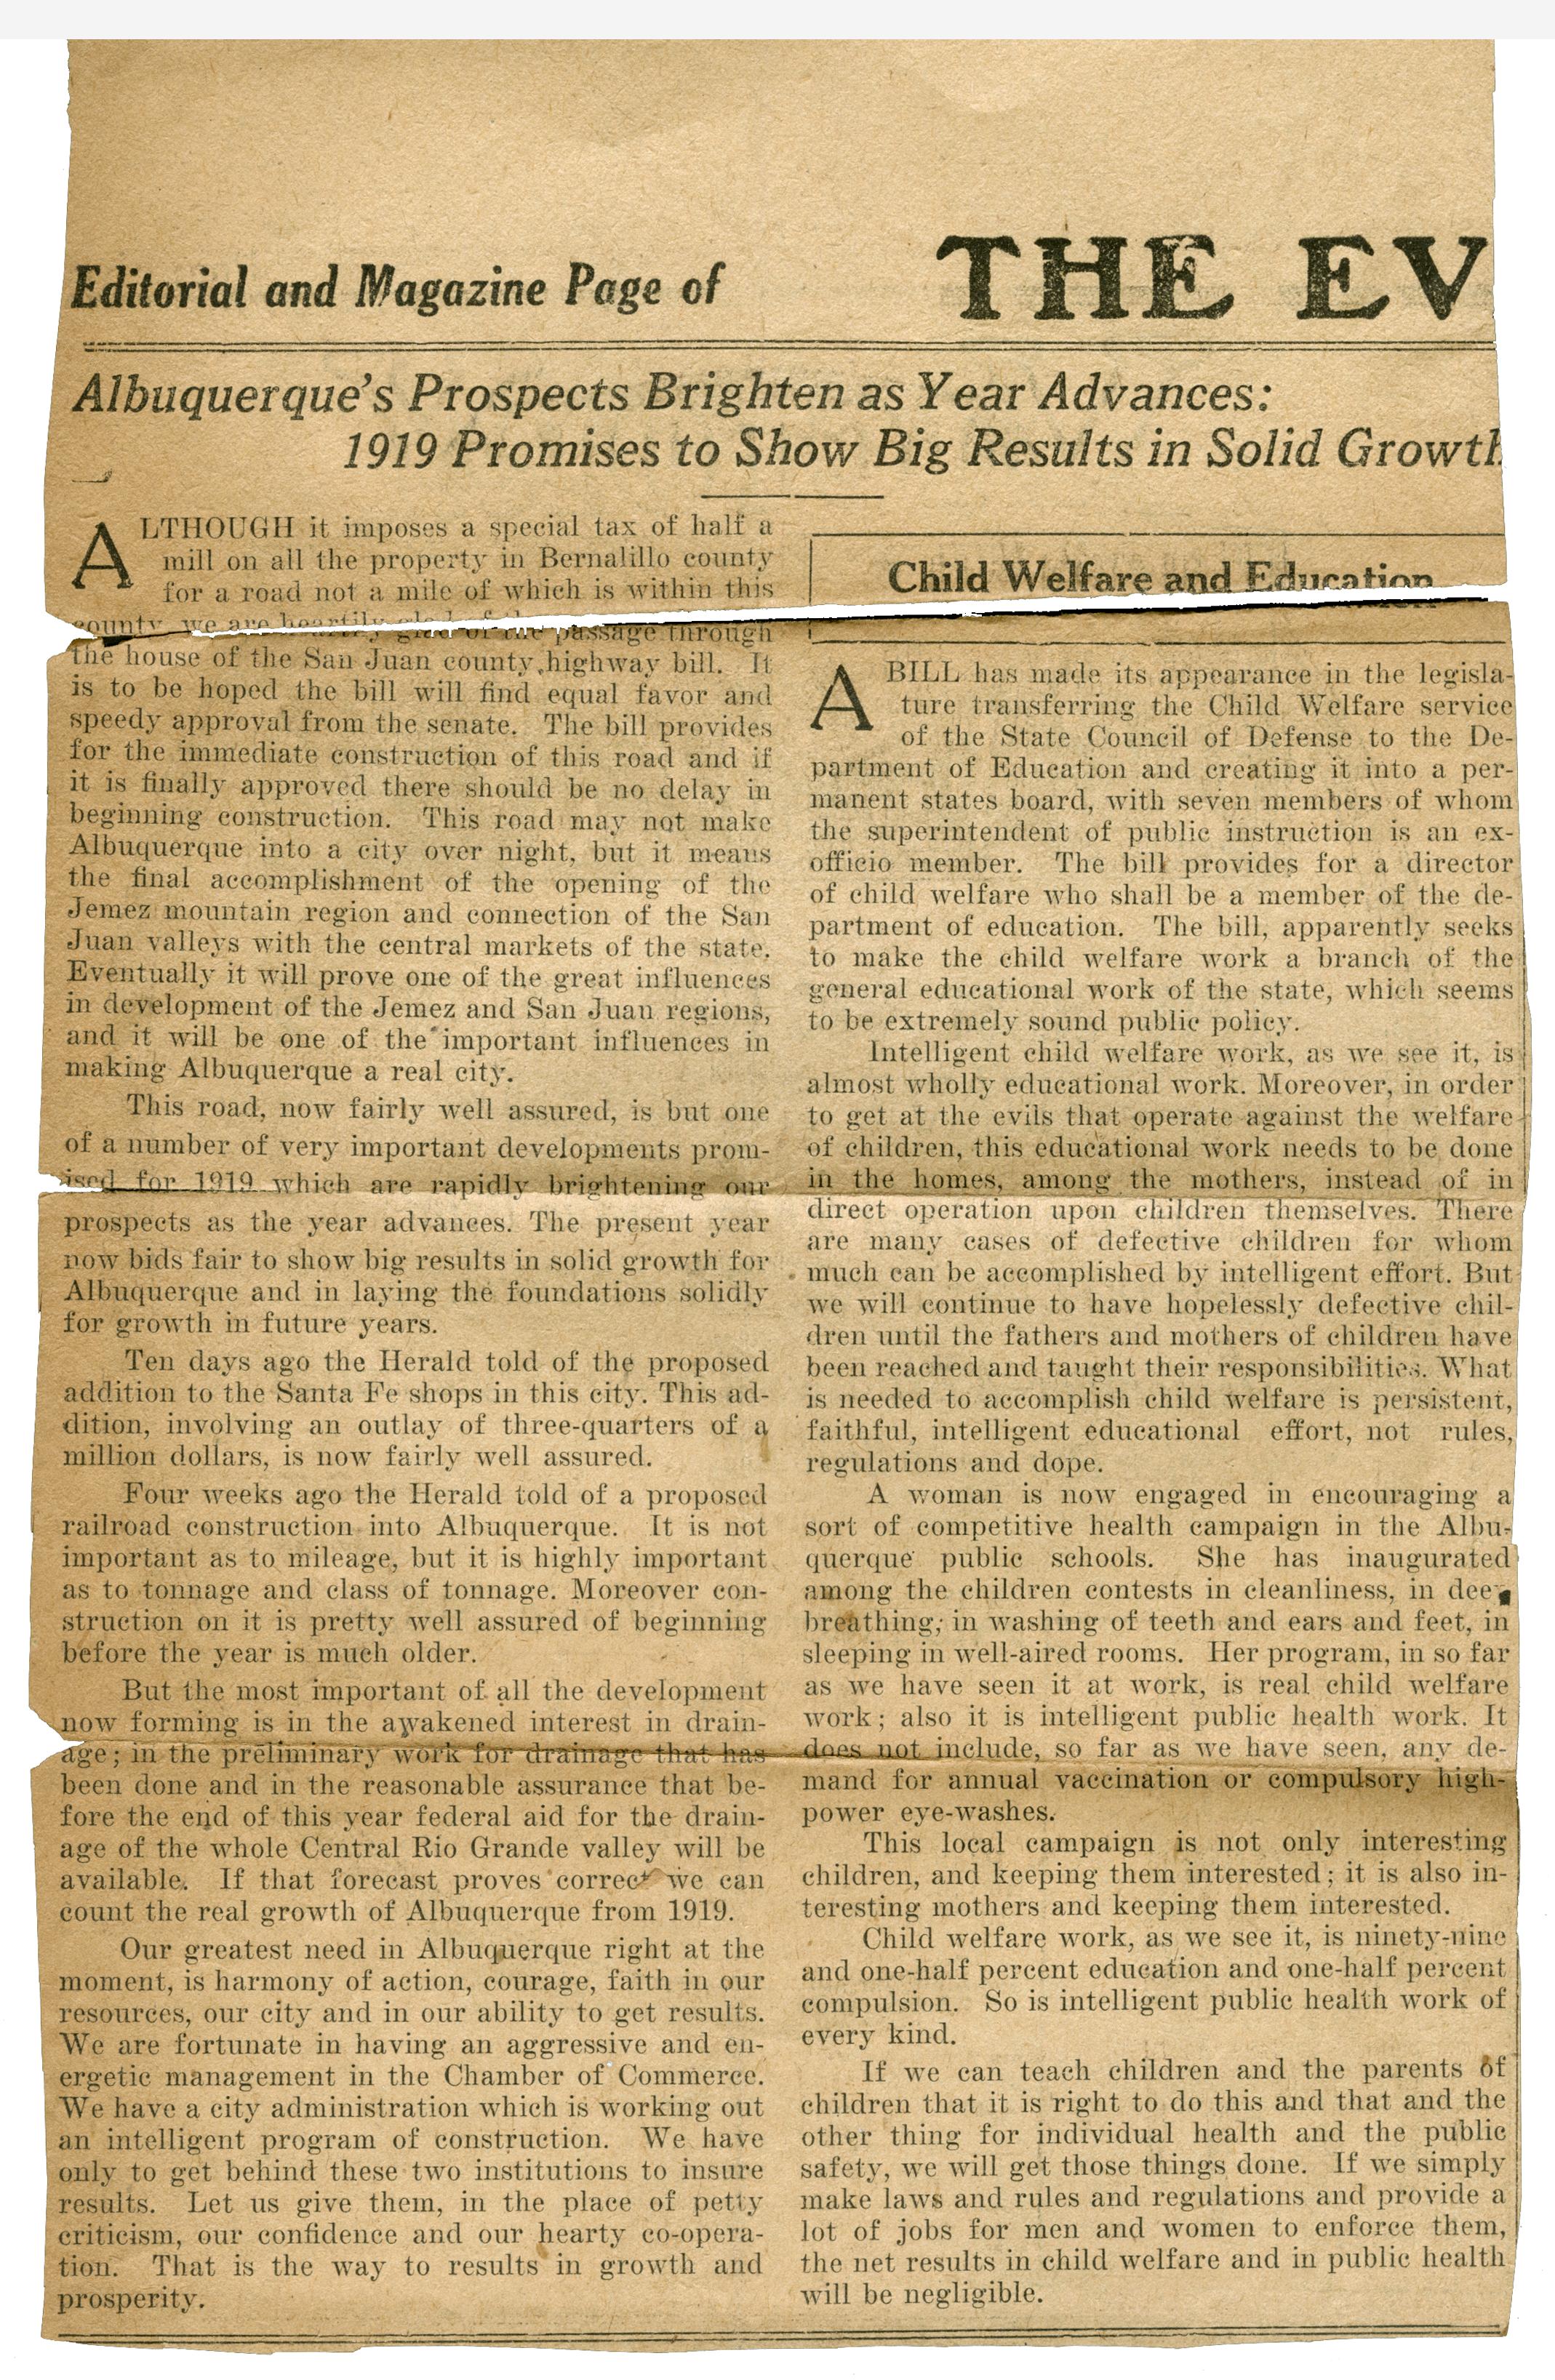 Editorial and Magazine Page of THE EV
Albuquerque's Prospects Brighten as Year Advances:
1919 Promises to Show Big Results in Solid Growth
ALTHOUGH it imposes a special tax of half a
mill on all the property in Bernalillo county
for a road not a mile of which is within this
county, we are heartily glad of the passage through
the house of the San Juan county highway bill. It
is to be hoped the bill will find equal favor and
speedy approval from the senate. The bill provides
for the immediate construction of this road and if
it is finally approved there should be no delay in
beginning construction. This road may not make
Albuquerque into a city over night, but it means
the final accomplishment of the opening of the
Jemez mountain region and connection of the San
Juan valleys with the central markets of the state.
Eventually it will prove one of the great influences
in development of the Jemez and San Juan regions,
and it will be one of the important influences in
making Albuquerque a real city.
This road, now fairly well assured, is but one
of a number of very important developments prom-
ised for 1919 which are rapidly brightening our
prospects as the year advances. The present year
now bids fair to show big results in solid growth for
Albuquerque and in laying the foundations solidly
for growth in future years.
Ten days ago the Herald told of the proposed
addition to the Santa Fe shops in this city. This ad-
dition, involving an outlay of three-quarters of a
million dollars, is now fairly well assured.
Four weeks ago the Herald told of a proposed
railroad construction into Albuquerque. It is not
important as to mileage, but it is highly important
as to tonnage and class of tonnage. Moreover con-
struction on it is pretty well assured of beginning
before the year is much older.
But the most important of all the development
now forming is in the awakened interest in drain-
age; in the preliminary work for drainage that has
been done and in the reasonable assurance that be-
fore the end of this year federal aid for the drain-
age of the whole Central Rio Grande valley will be
available. If that forecast proves correct we can
count the real growth of Albuquerque from 1919.
Our greatest need in Albuquerque right at the
moment, is harmony of action, courage, faith in our
resources, our city and in our ability to get results.
We are fortunate in having an aggressive and en-
ergetic management in the Chamber of Commerce.
We have a city administration which is working out
an intelligent program of construction. We have
only to get behind these two institutions to insure
results. Let us give them, in the place of petty
criticism, our confidence and our hearty co-opera-
tion. That is the way to results in growth and
prosperity.
Child Welfare and Education
A BILL has made its appearance in the legisla-
ture transferring the Child Welfare service
of the State Council of Defense to the De-
partment of Education and creating it into a per-
manent states board, with seven members of whom
the superintendent of public instruction is an ex-
officio member. The bill provides for a director
of child welfare who shall be a member of the de-
partment of education. The bill, apparently seeks
to make the child welfare work a branch of the
general educational work of the state, which seems
to be extremely sound public policy.
Intelligent child welfare work, as we see it, is
almost wholly educational work. Moreover, in order
to get at the evils that operate against the welfare
of children, this educational work needs to be done
in the homes, among the mothers, instead of in
direct operation upon children themselves. There
are many cases of defective children for whom
much can be accomplished by intelligent effort. But
we will continue to have hopelessly defective chil-
dren until the fathers and mothers of children have
been reached and taught their responsibilities. What
is needed to accomplish child welfare is persistent,
faithful, intelligent educational effort, not rules,
regulations and dope.
A woman is now engaged in encouraging a
sort of competitive health campaign in the Albu-
querque public schools. She has inaugurated
among the children contests in cleanliness, in deep
breathing; in washing of teeth and ears and feet, in
sleeping in well-aired rooms. Her program, in so far
as we have seen it at work, is real child welfare
work; also it is intelligent public health work. It
does not include, so far as we have seen, any de-
mand for annual vaccination or compulsory high-
power eye-washes.
This local campaign is not only interesting
children, and keeping them interested; it is also in-
teresting mothers and keeping them interested.
Child welfare work, as we see it, is ninety-nine
and one-half percent education and one-half percent
compulsion. So is intelligent public health work of
every kind.
If we can teach children and the parents of
children that it is right to do this and that and the
other thing for individual health and the public
safety, we will get those things done. If we simply
make laws and rules and regulations and provide a
lot of jobs for men and women to enforce them,
the net results in child welfare and in public health
will be negligible.